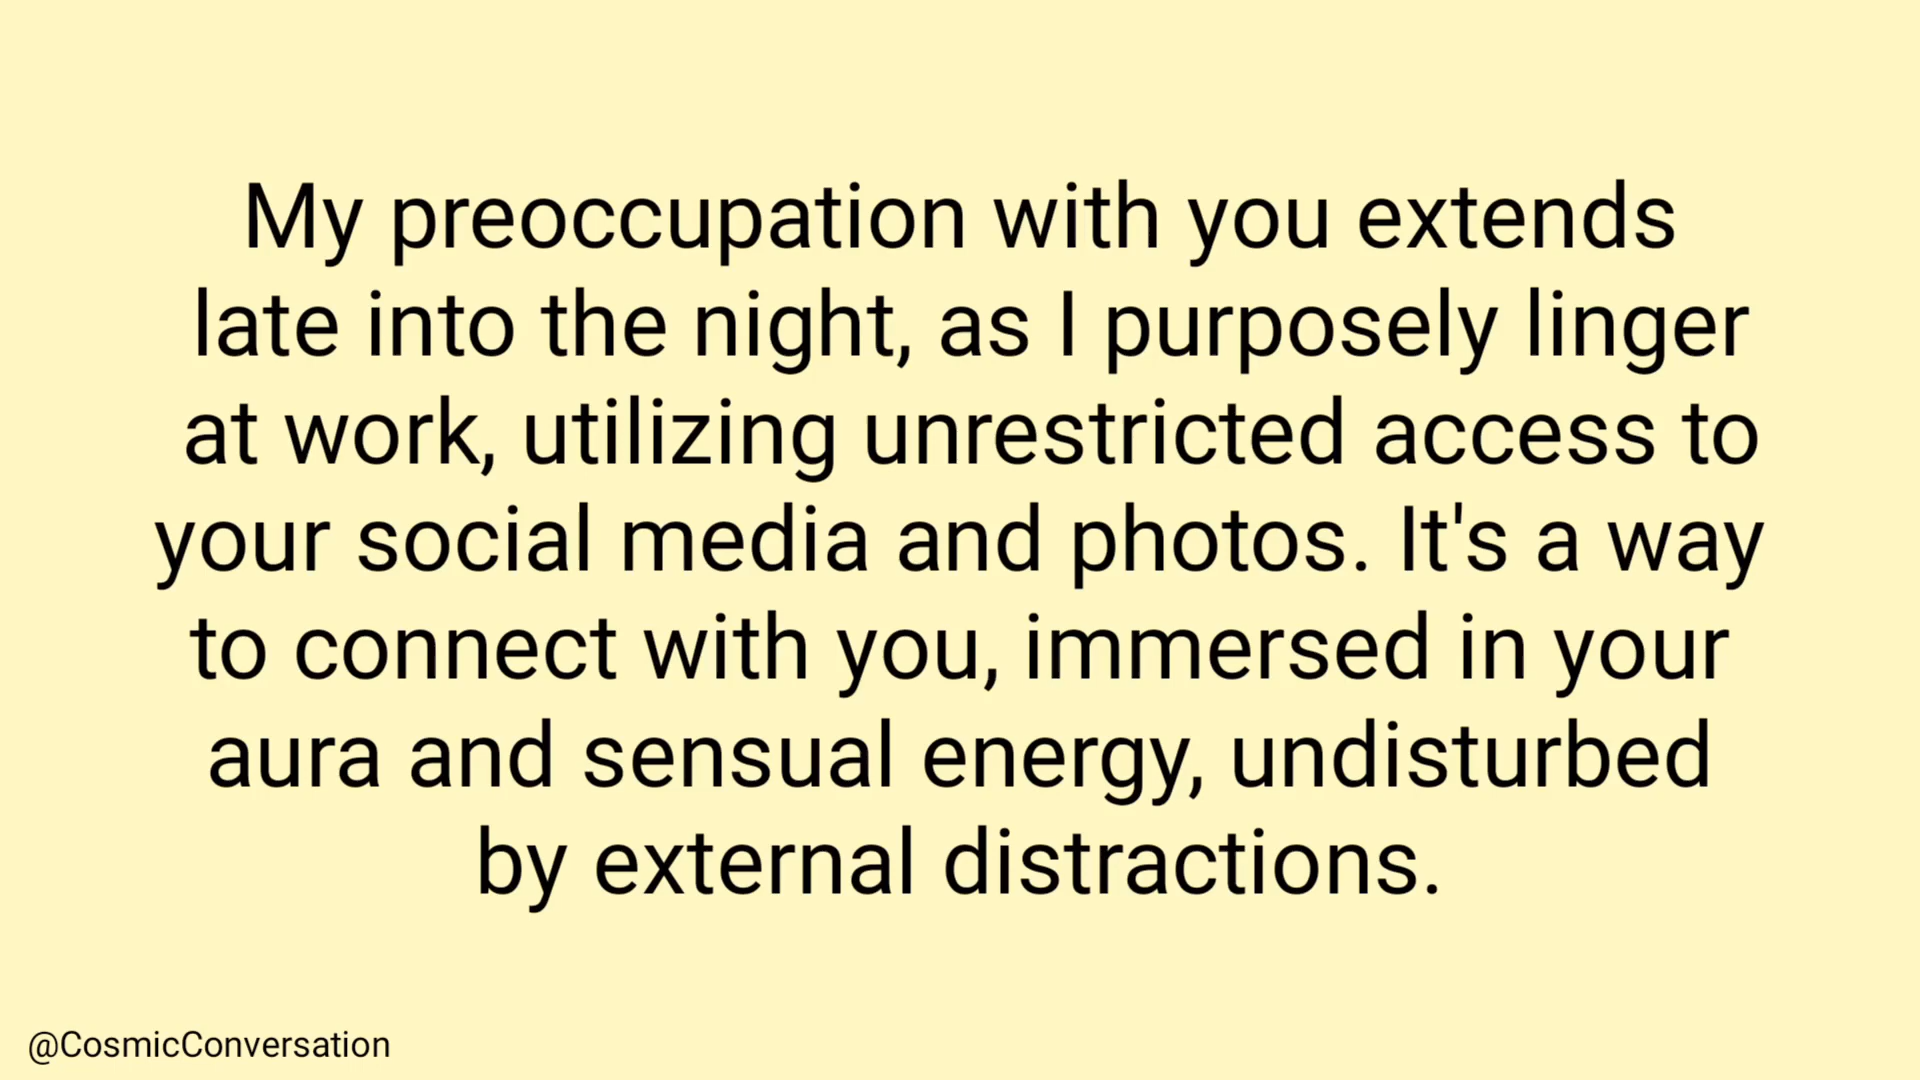 My preoccupation with you extends
late into the night, as I purposely linger
at work, utilizing unrestricted access to
your social media and photos. It's a way
to connect with you, immersed in your
aura and sensual energy, undisturbed
by external distractions.
@CosmicConversation